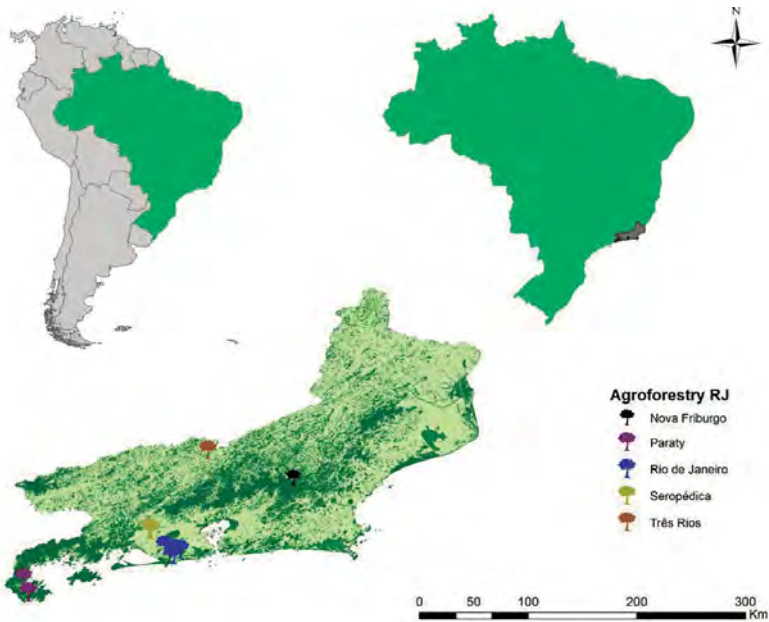 N
Agroforestry RJ
Nova Friburgo
Paraty
Rio de Janeiro
Seropédica
Três Rios
0 50 100 200 300
Km